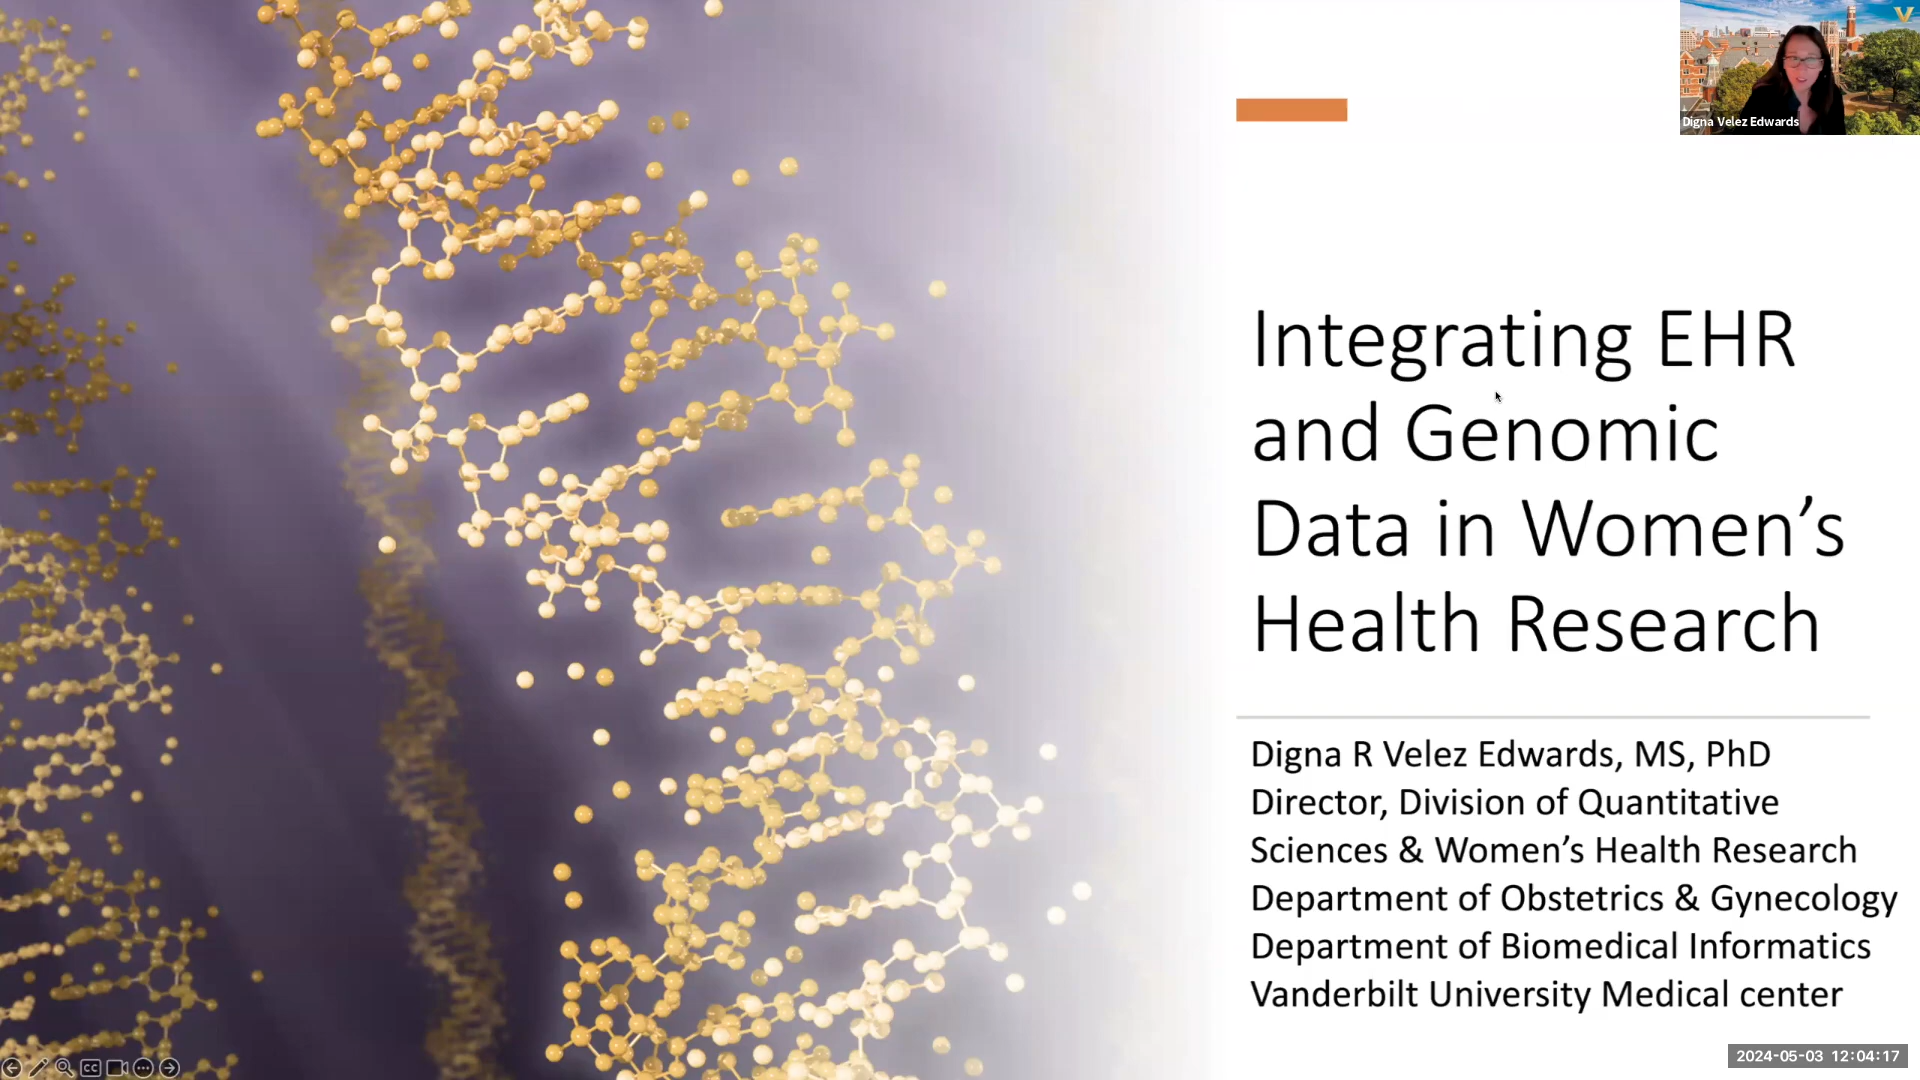 V
Digna Velez Edwards
Integrating EHR
and Genomic
Data in Women’s
Health Research
Digna R Velez Edwards, MS, PhD
Director, Division of Quantitative
Sciences & Women’s Health Research
Department of Obstetrics & Gynecology
Department of Biomedical Informatics
Vanderbilt University Medical center
CC
2024-05-03 12:04:17